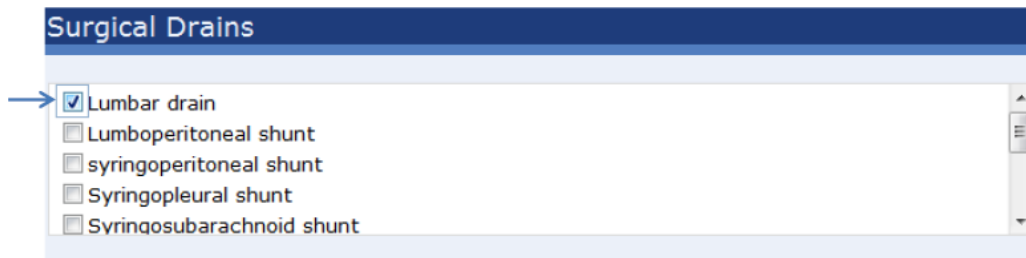 Surgical Drains
Lumbar drain
Lumboperitoneal shunt
syringoperitoneal shunt
Syringopleural shunt
Syringosubarachnoid shunt